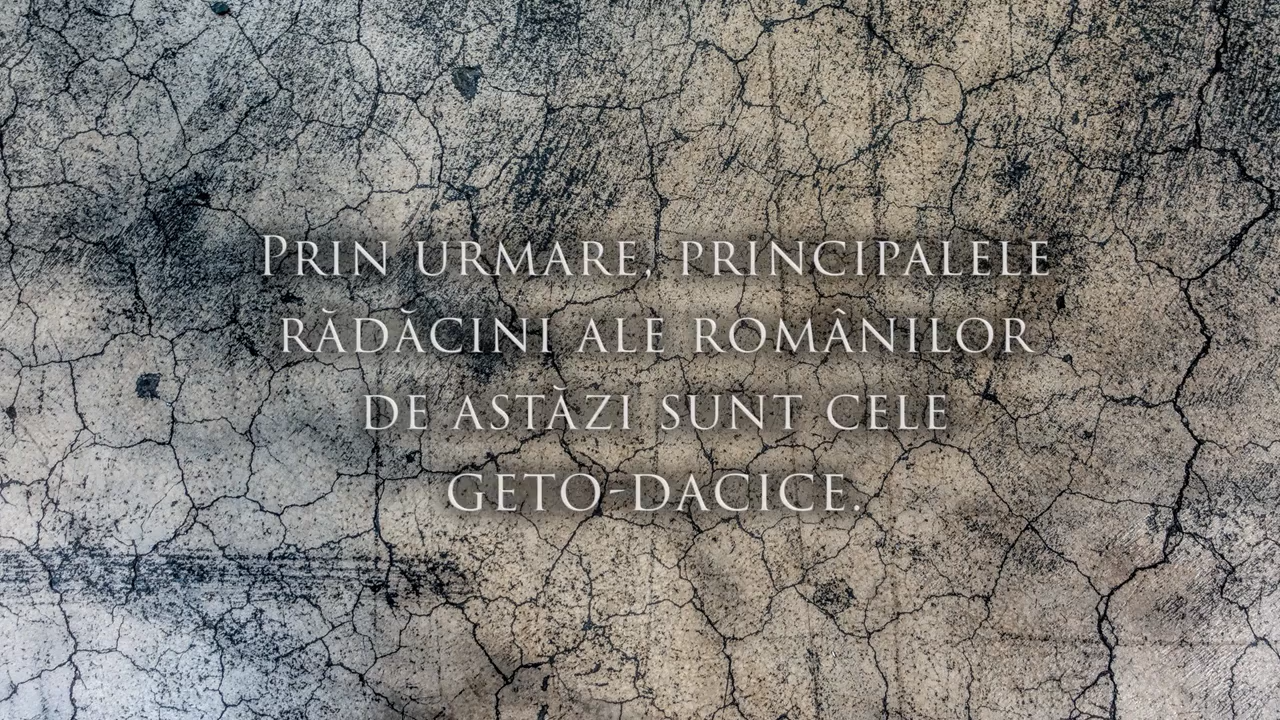 Prin urmare, principalele
rădăcini ale românilor
de astăzi sunt cele
geto-dacice.